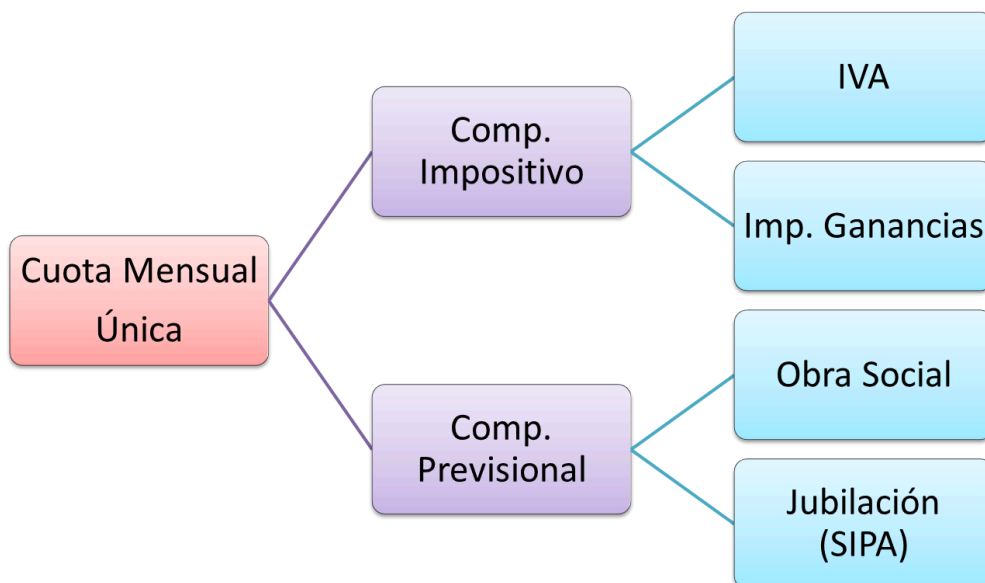 Cuota Mensual
Única
Comp.
Impositivo
IVA
Imp. Ganancias
Comp.
Previsional
Obra Social
Jubilación
(SIPA)